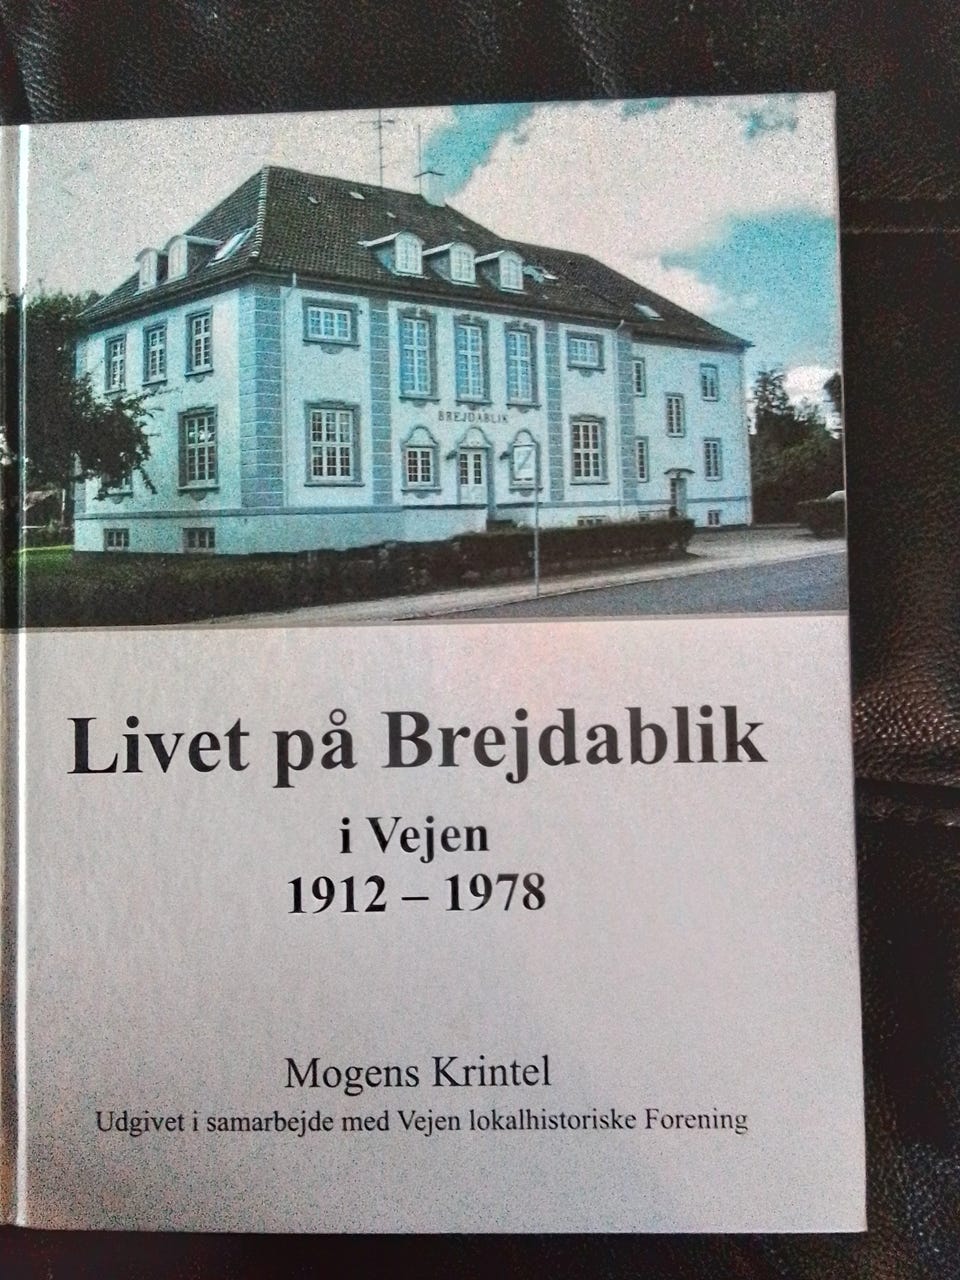 BREJDABLIK
Livet på Brejdablik
i Vejen
1912 – 1978
Mogens Krintel
Udgivet i samarbejde med Vejen lokalhistoriske Forening